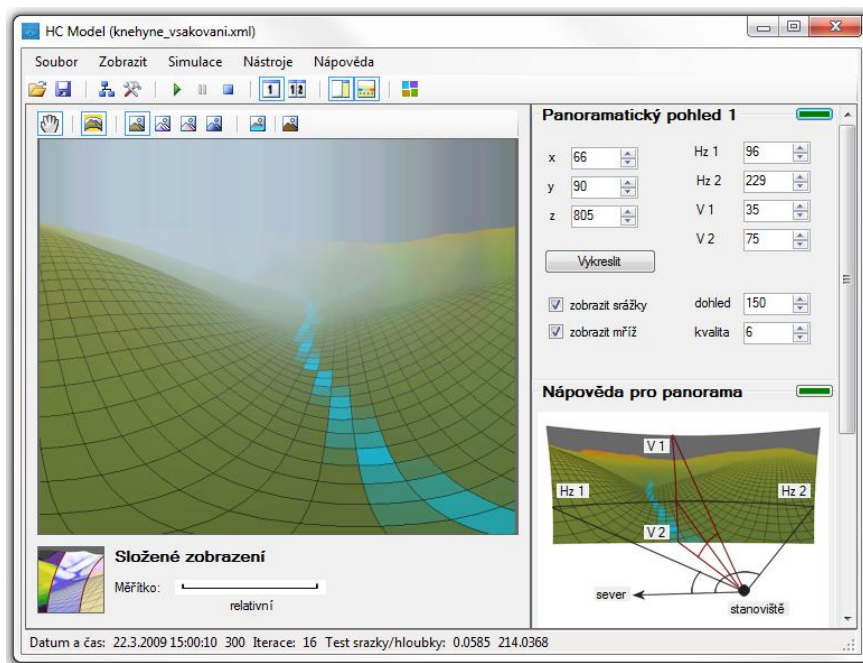 HC Model (knehyne_vsakovani.xml)
Soubor Zobrazit Simulace Nástroje Nápověda
1 12
Panoramatický pohled 1
x 66 Hz 1 96
y 90 Hz 2 229
z 805 V 1 35
V 2 75
Vykreslit
zobrazit srážky dohled 150
zobrazit mříž kvalita 6
Nápověda pro panorama
V 1
Hz 1 Hz 2
V 2
sever
stanoviště
Složené zobrazení
Měřítko:
relativní
Datum a čas: 22.3.2009 15:00:10 300 Iterace: 16 Test srazky/hloubky: 0.0585 214.0368